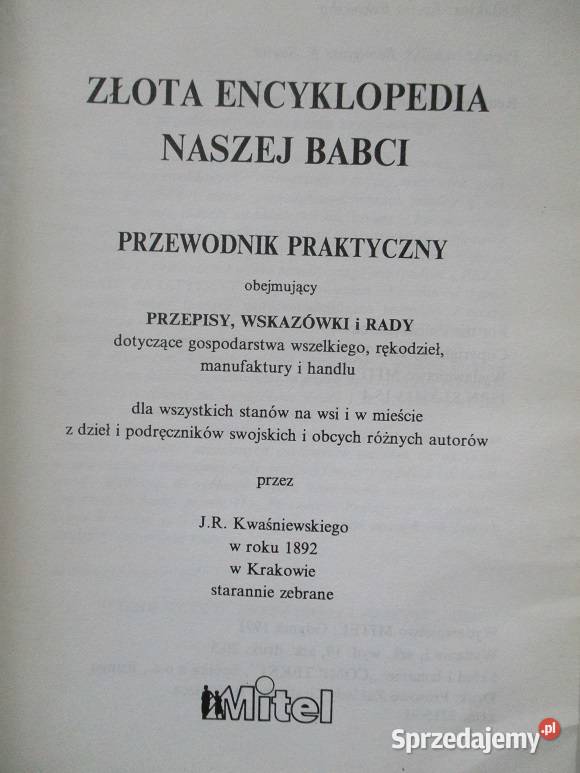 ZŁOTA ENCYKLOPEDIA
NASZEJ BABCI
PRZEWODNIK PRAKTYCZNY
obejmujący
PRZEPISY, WSKAZÓWKI i RADY
dotyczące gospodarstwa wszelkiego, rękodzieł,
manufaktury i handlu
dla wszystkich stanów na wsi i w mieście
z dzieł i podręczników swojskich i obcych różnych autorów
przez
J.R. Kwaśniewskiego
w roku 1892
w Krakowie
starannie zebrane
Mitel
Sprzedajemy.pl